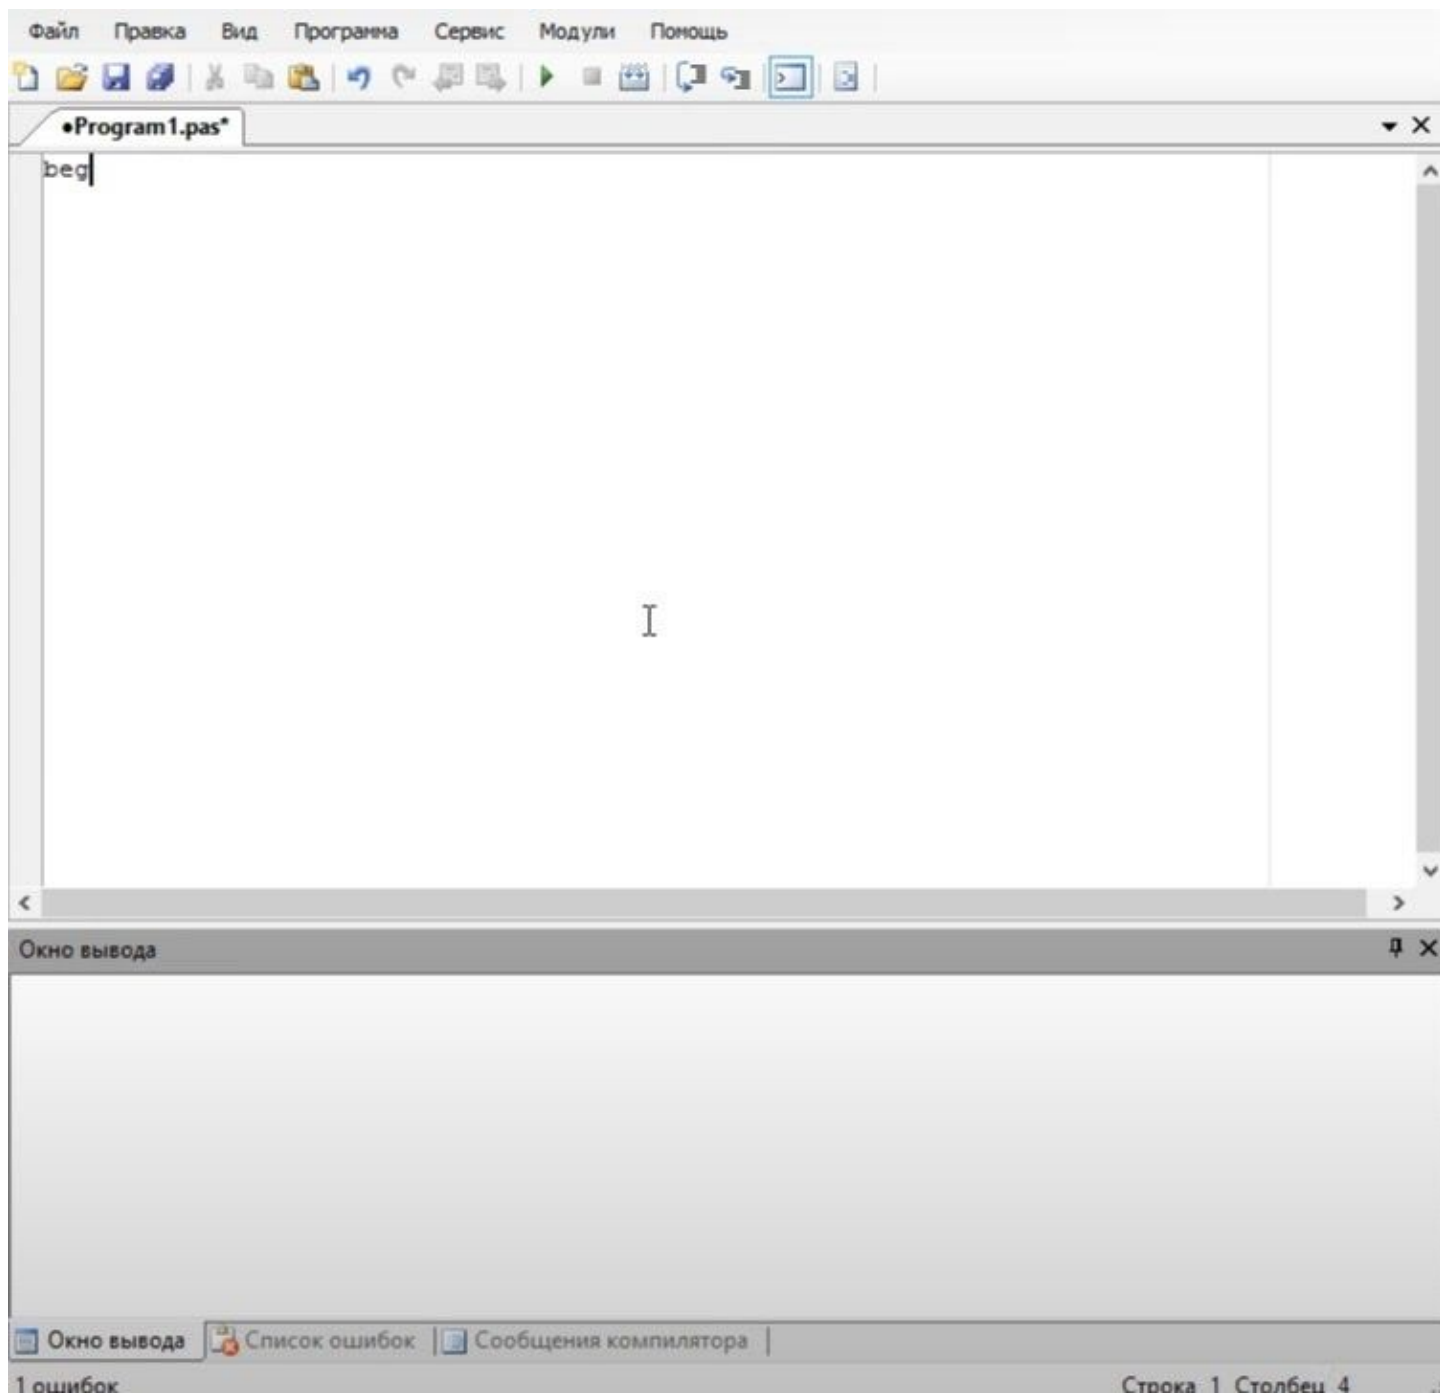 Файл Правка Вид Программа Сервис Модули Помощь
•Program1.pas*
beg
Окно вывода
Окно вывода Список ошибок Сообщения компилятора
1 ошибок Строка 1 Столбец 4